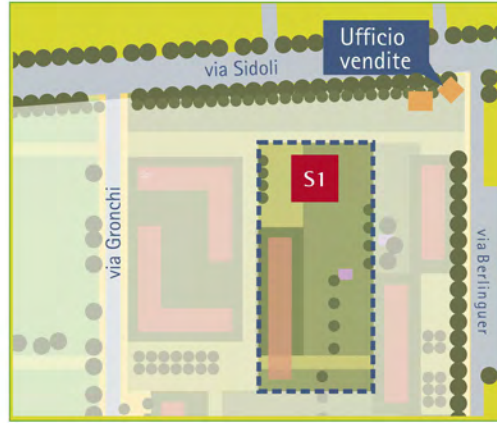 Ufficio
vendite
via Sidoli
S1
via Gronchi
via Berlinguer